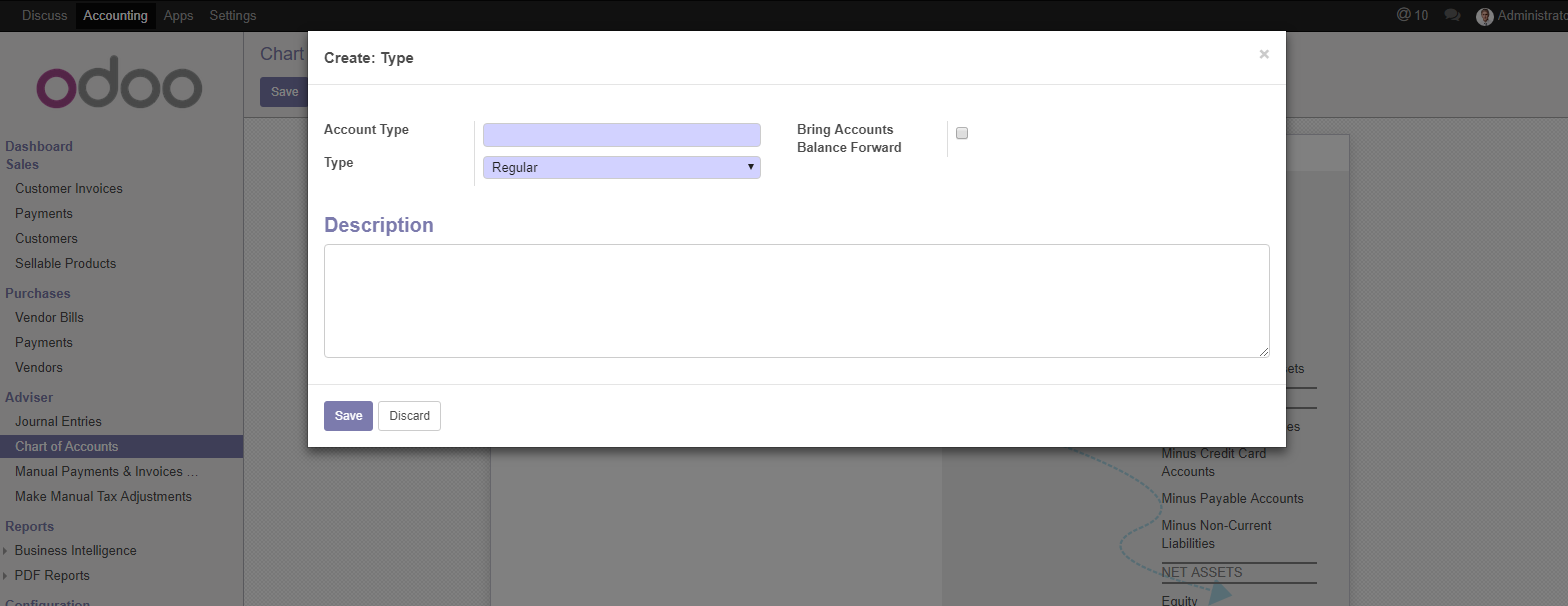 Discuss Accounting Apps Settings
@ 10 Administrato
odoo
Dashboard
Sales
Customer Invoices
Payments
Customers
Sellable Products
Purchases
Vendor Bills
Payments
Vendors
Adviser
Journal Entries
Chart of Accounts
Manual Payments & Invoices ...
Make Manual Tax Adjustments
Reports
Business Intelligence
PDF Reports
Configuration
Chart
Save
Create: Type
×
Account Type
Type
Regular
Bring Accounts
Balance Forward
Description
Save Discard
ets
es
Minus Credit Card
Accounts
Minus Payable Accounts
Minus Non-Current
Liabilities
NET ASSETS
Equity